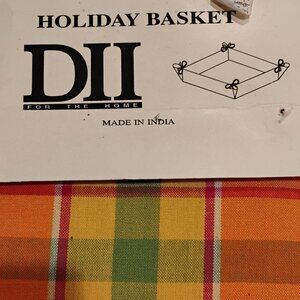 HOLIDAY BASKET
DII
FOR THE HOME
MADE IN INDIA